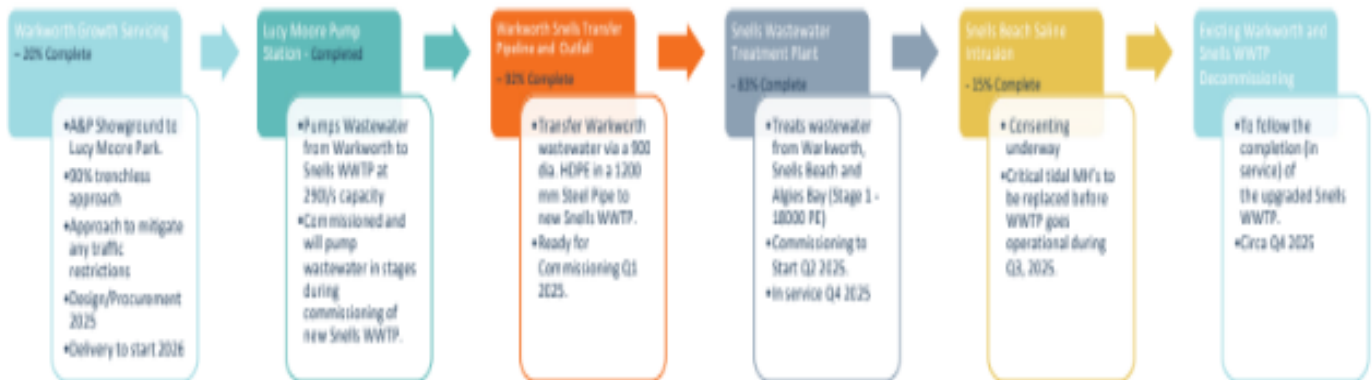 Warkworth Growth Servicing
– 20% Complete
•A&P Showground to
Lucy Moore Park.
•90% trenchless
approach
•Approach to mitigate
any traffic
restrictions
•Design/Procurement
2025
•Delivery to start 2026
Lucy Moore Pump
Station - Completed
•Pumps Wastewater
from Warkworth to
Snells WWTP at
290l/s capacity
•Commissioned and
will pump
wastewater in stages
during
commissioning of
new Snells WWTP.
Warkworth Snells Transfer
Pipeline and Outfall
– 92% Complete
•Transfer Warkworth
wastewater via a 900
dia. HDPE in a 1200
mm Steel Pipe to
new Snells WWTP.
•Ready for
Commissioning Q1
2025.
Snells Wastewater
Treatment Plant
- 83% Complete
•Treats wastewater
from Warkworth,
Snells Beach and
Algies Bay (Stage 1 -
18000 PE)
•Commissioning to
Start Q2 2025.
•In service Q4 2025
Snells Beach Saline
Intrusion
- 15% Complete
• Consenting
underway
•Critical tidal MH's to
be replaced before
WWTP goes
operational during
Q3, 2025.
Existing Warkworth and
Snells WWTP
Decommissioning
•To follow the
completion (in
service) of
the upgraded Snells
WWTP.
•Circa Q4 2025